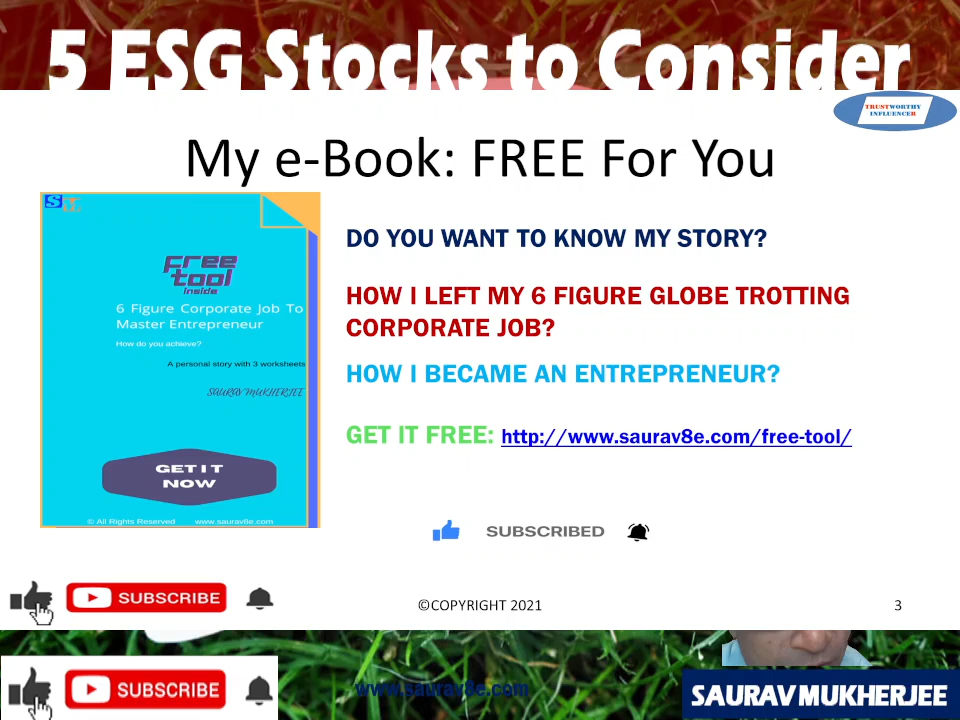 5 ESG Stocks to Consider
TRUSTWORTHY
INFLUENCER
My e-Book: FREE For You
Free
tool
inside
6 Figure Corporate Job To
Master Entrepreneur
How do you achieve?
A personal story with 3 worksheets
SAURAV MUKHERJEE
GET IT
NOW
© All Rights Reserved www.saurav8e.com
DO YOU WANT TO KNOW MY STORY?
HOW I LEFT MY 6 FIGURE GLOBE TROTTING
CORPORATE JOB?
HOW I BECAME AN ENTREPRENEUR?
GET IT FREE: http://www.saurav8e.com/free-tool/
SUBSCRIBED
SUBSCRIBE
©COPYRIGHT 2021
3
SUBSCRIBE
www.saurav8e.com
SAURAV MUKHERJEE